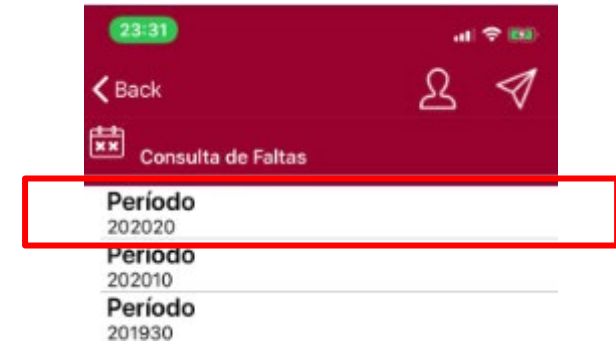 23:31
Back
Consulta de Faltas
Período
202020
Período
202010
Período
201930